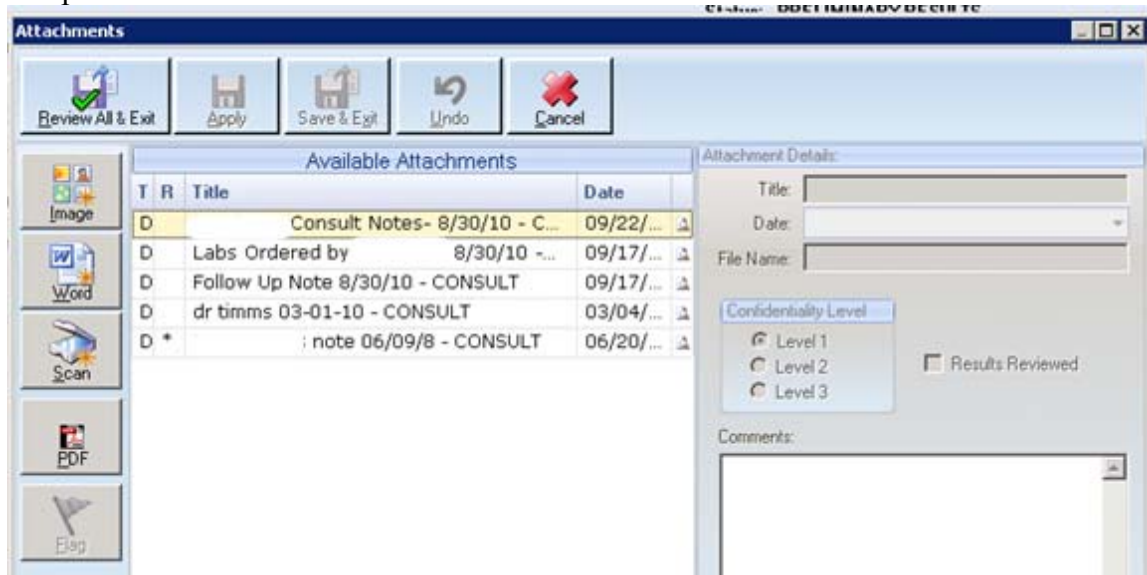 Status: PRELIMINARY RESULTS
Attachments
Review All & Exit
Apply
Save & Exit
Undo
Cancel
Available Attachments
T R Title Date
D Consult Notes- 8/30/10 - C... 09/22/...
D Labs Ordered by 8/30/10 -... 09/17/...
D Follow Up Note 8/30/10 - CONSULT 09/17/...
D dr timms 03-01-10 - CONSULT 03/04/...
D * : note 06/09/8 - CONSULT 06/20/...
Image
Word
Scan
PDF
Flag
Attachment Details:
Title:
Date:
File Name:
Confidentiality Level
Level 1
Level 2
Level 3
Results Reviewed
Comments: